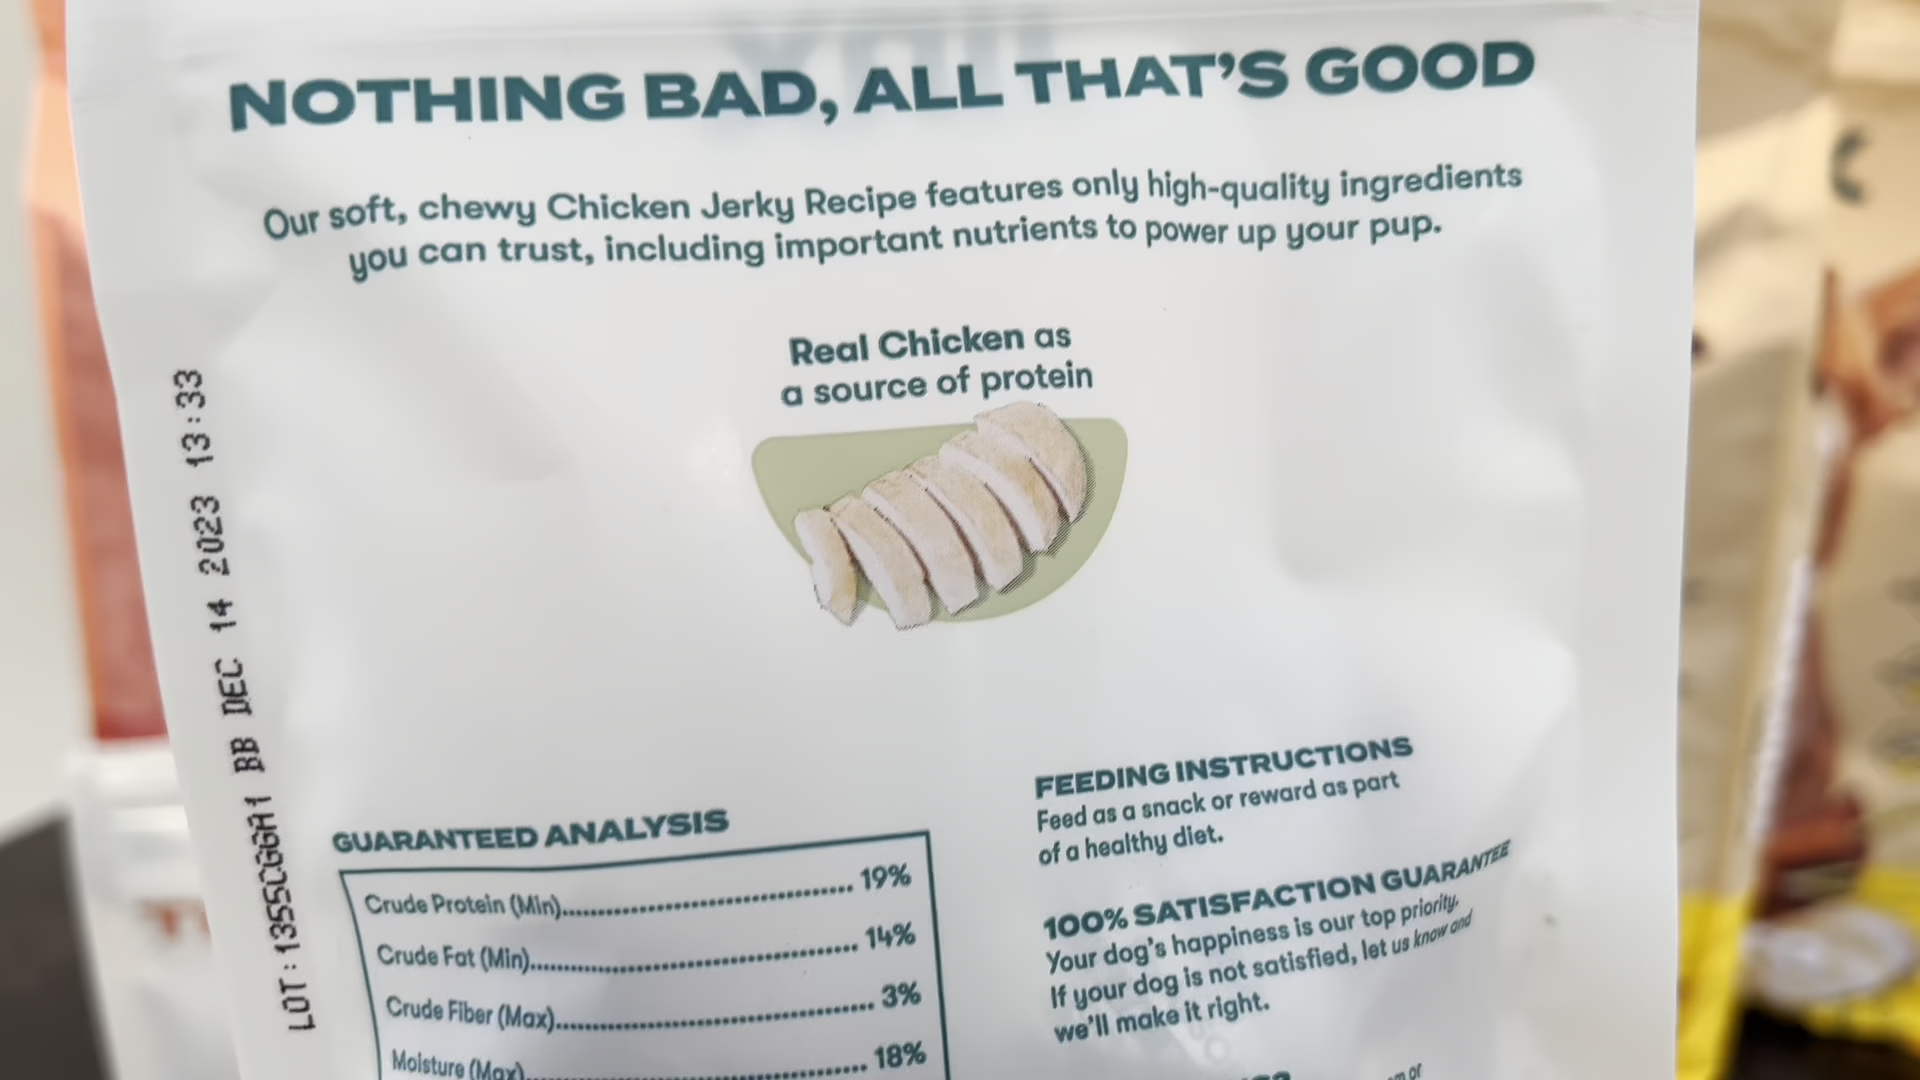 NOTHING BAD, ALL THAT'S GOOD
Our soft, chewy Chicken Jerky Recipe features only high-quality ingredients
you can trust, including important nutrients to power up your pup.
Real Chicken as
a source of protein
LOT:1355CGGA1 BB DEC 14 2023 13:33
GUARANTEED ANALYSIS
Crude Protein (Min)........................................ 19%
Crude Fat (Min)........................................ 14%
Crude Fiber (Max)........................................ 3%
Moisture (Max)........................................ 18%
FEEDING INSTRUCTIONS
Feed as a snack or reward as part
of a healthy diet.
100% SATISFACTION GUARANTEE
Your dog's happiness is our top priority.
If your dog is not satisfied, let us know and
we'll make it right.